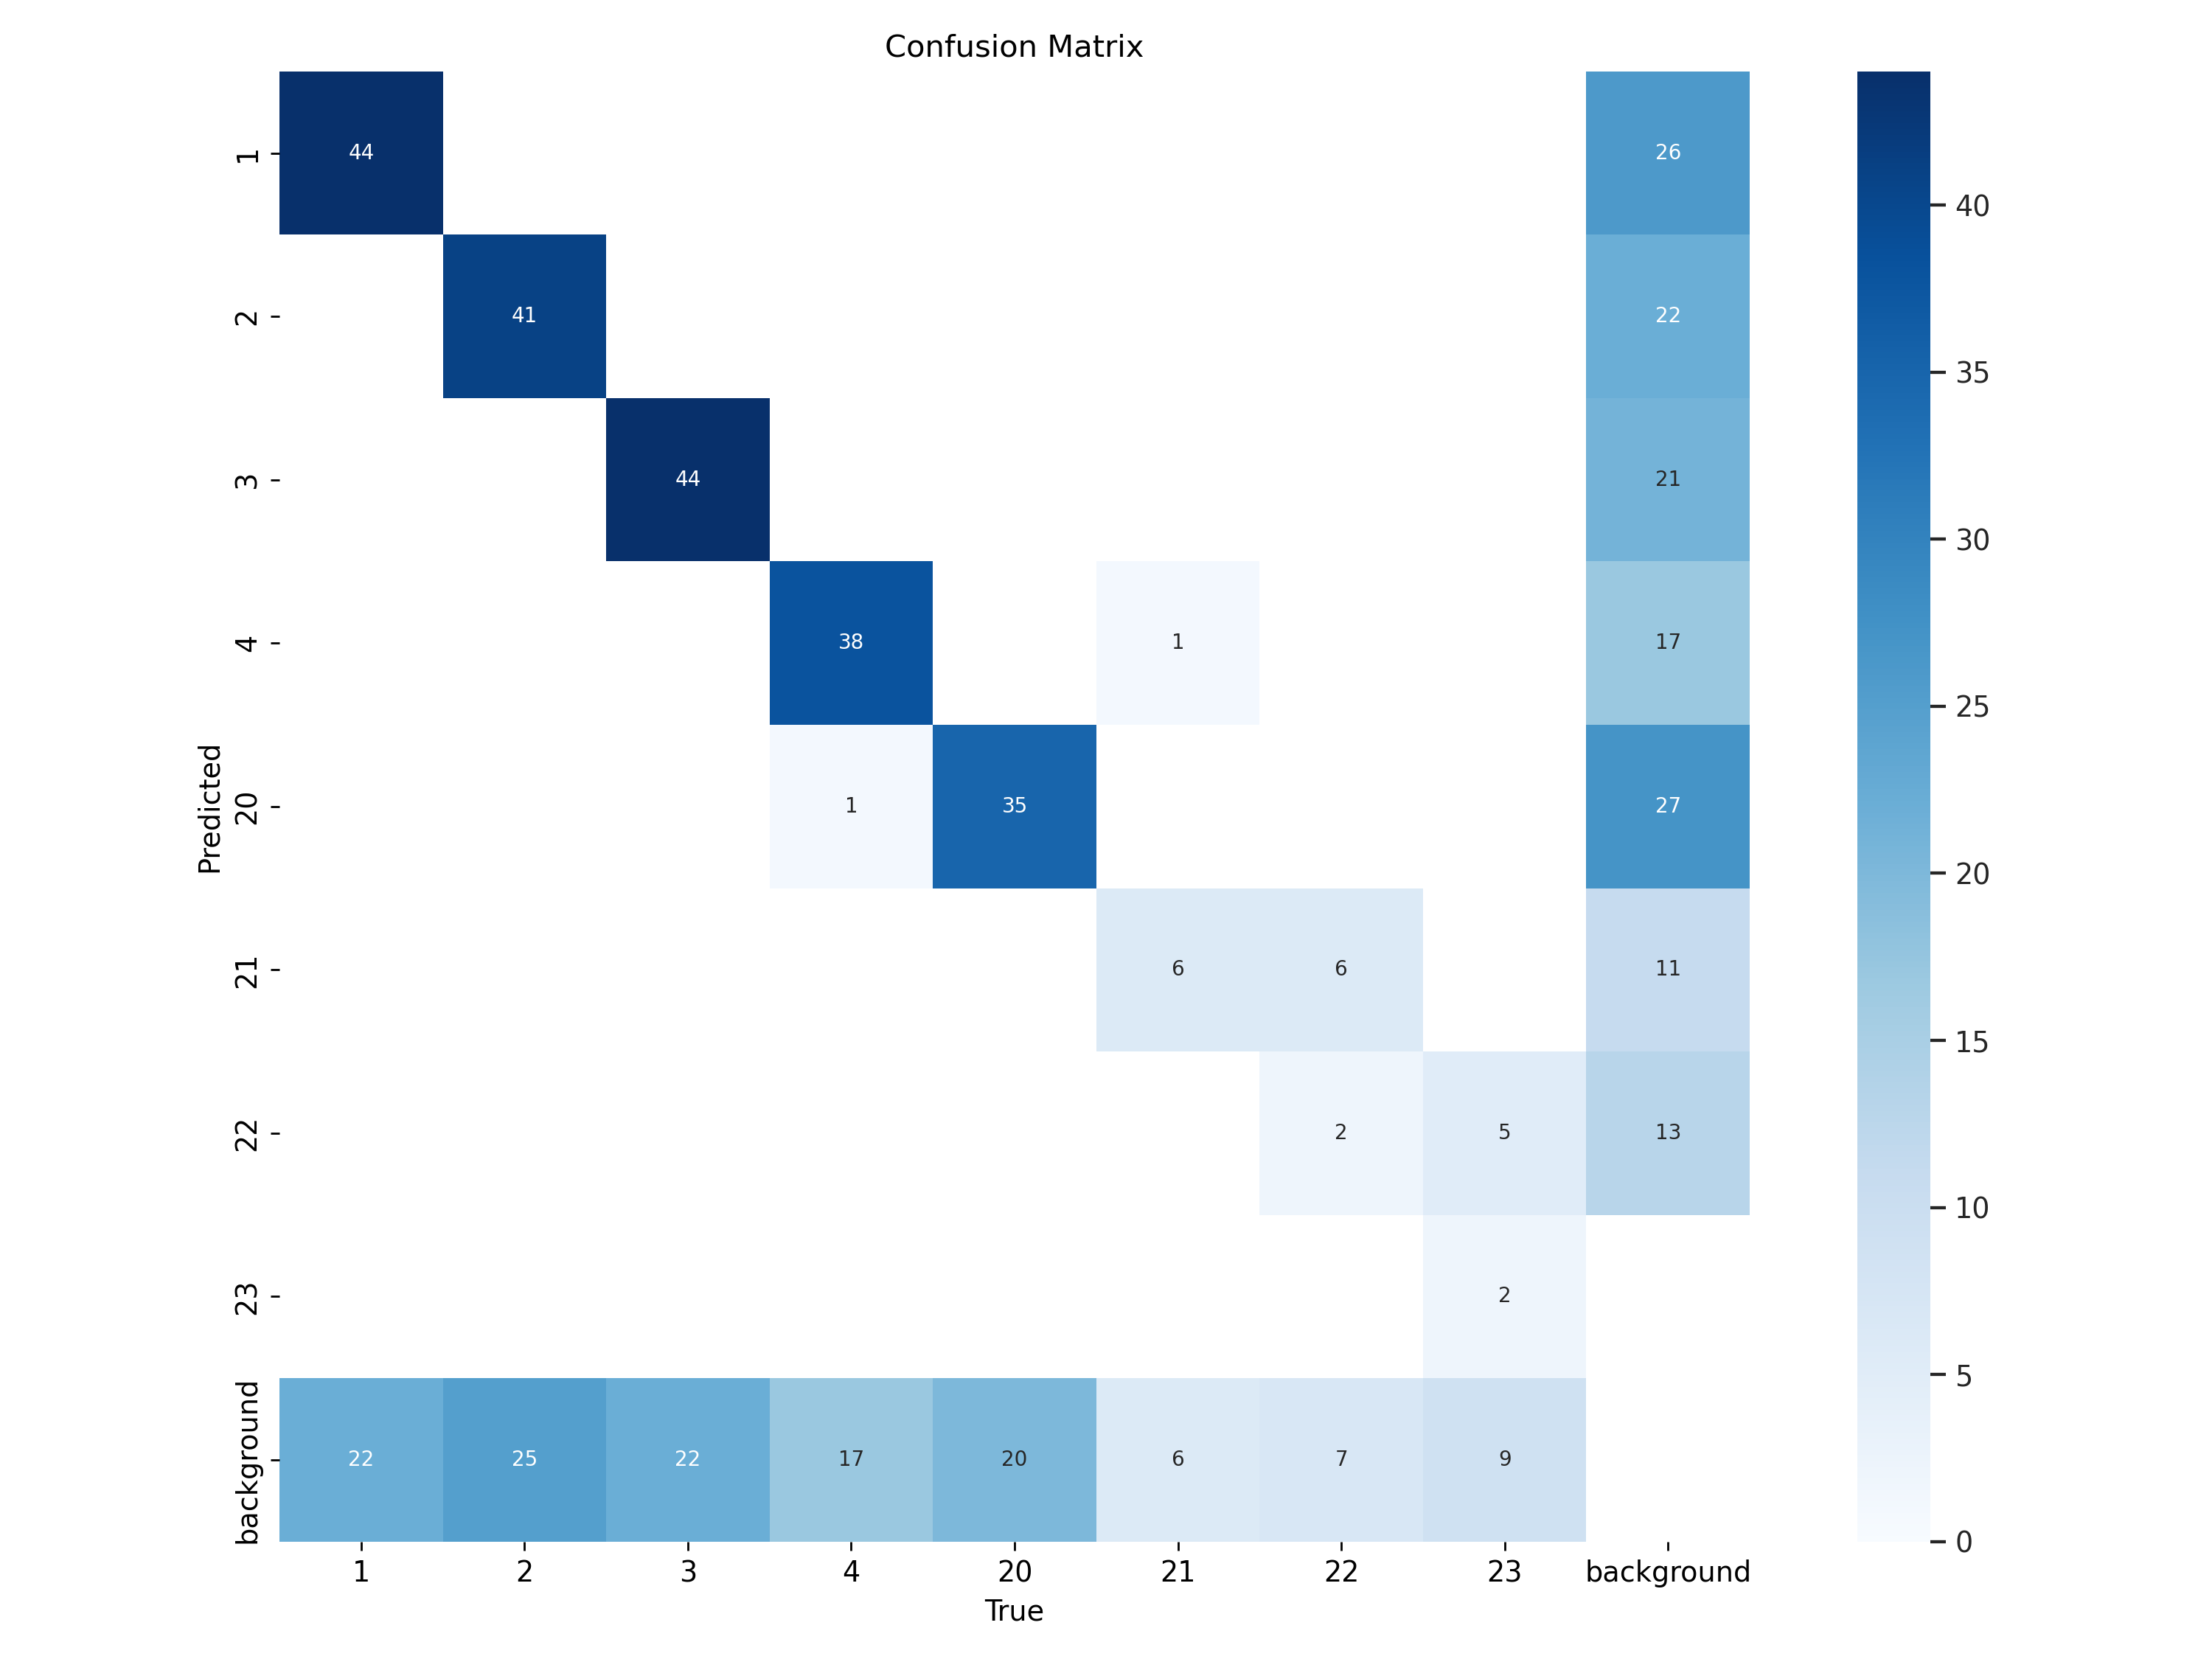 Confusion Matrix
1 44 26
2 41 22
3 44 21
4 38 1 17
20 1 35 27
21 6 6 11
22 2 5 13
23 2
background 22 25 22 17 20 6 7 9
1 2 3 4 20 21 22 23 background
True
Predicted
40
35
30
25
20
15
10
5
0